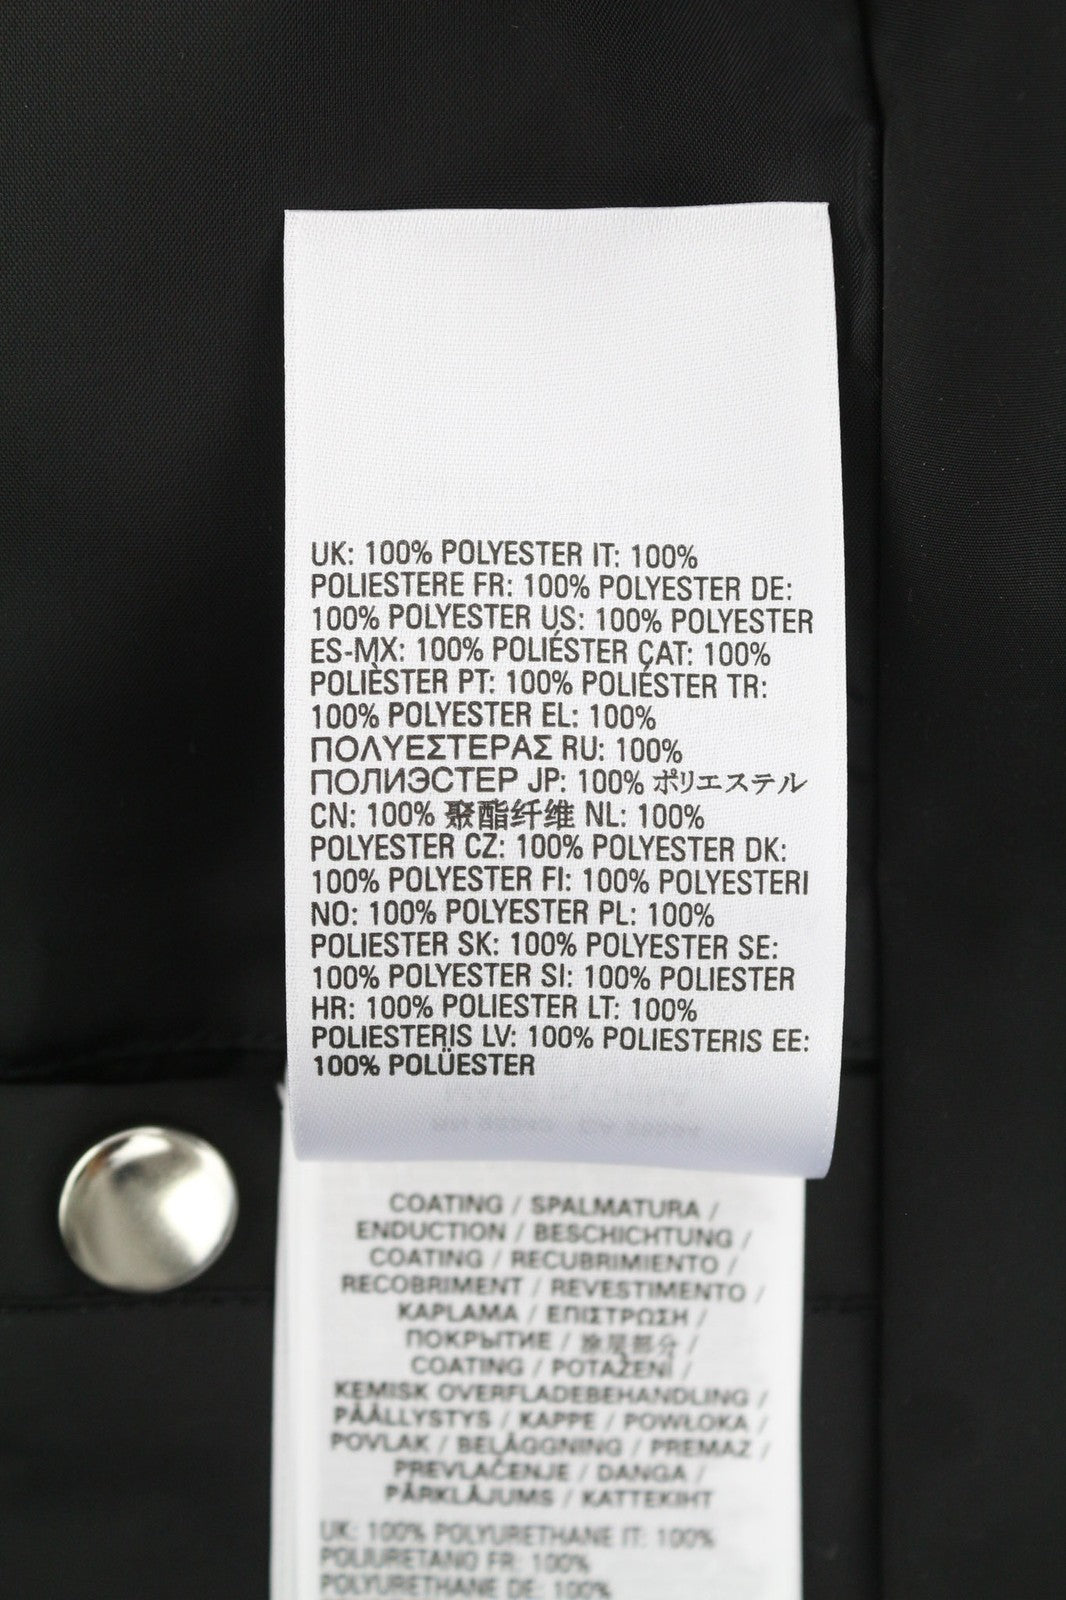 UK: 100% POLYESTER IT: 100%
POLIESTERE FR: 100% POLYESTER DE:
100% POLYESTER US: 100% POLYESTER
ES-MX: 100% POLIÉSTER CAT: 100%
POLIÈSTER PT: 100% POLIÉSTER TR:
100% POLYESTER EL: 100%
ΠΟΛΥΕΣΤΕΡΑΣ RU: 100%
ПОЛИЭСТЕР JP: 100% ポリエステル
CN: 100% 聚酯纤维 NL: 100%
POLYESTER CZ: 100% POLYESTER DK:
100% POLYESTER FI: 100% POLYESTERI
NO: 100% POLYESTER PL: 100%
POLIESTER SK: 100% POLYESTER SE:
100% POLYESTER SI: 100% POLIESTER
HR: 100% POLIESTER LT: 100%
POLIESTERIS LV: 100% POLIESTERIS EE:
100% POLÜESTER
COATING / SPALMATURA /
ENDUCTION / BESCHICHTUNG /
COATING / RECUBRIMIENTO /
RECOBRIMENT / REVESTIMENTO /
KAPLAMA / ΕΠΙΣΤΡΩΣΗ /
ПОКРЫТИЕ / 涂层部分 /
COATING / POTAŽENÍ /
KEMISK OVERFLADEBEHANDLING /
PÄÄLLYSTYS / KAPPE / POWŁOKA /
POVLAK / BELÄGGNING / PREMAZ /
PREVLAČENJE / DANGA /
PĀRKLĀJUMS / KATTEKIHT
UK: 100% POLYURETHANE IT: 100%
POLIURETANO FR: 100%
POLYURETHANE DE: 100%